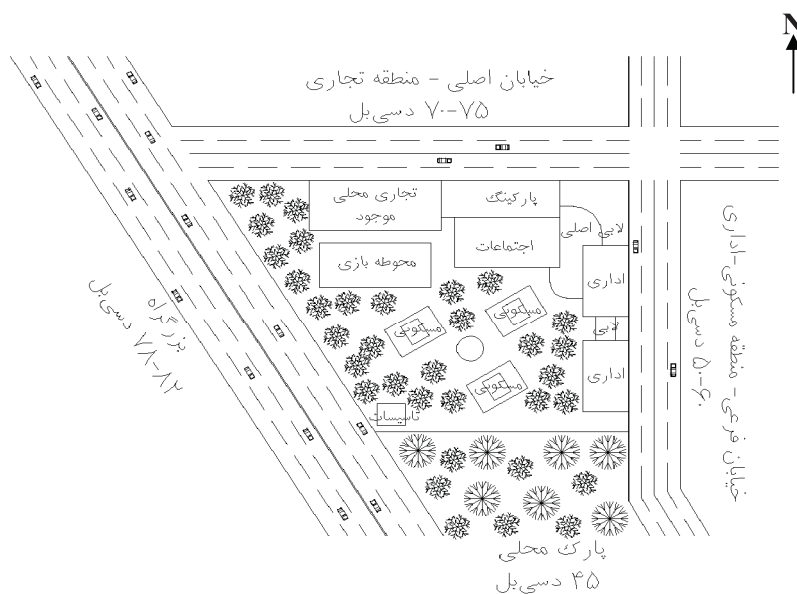 N
خیابان اصلی - منطقه تجاری
۷۰-۷۵ دسی‌بل
تجاری محلی
موجود
پارکینگ
لابی اصلی
اجتماعات
محوطه بازی
اداری
لابی
اداری
مسکونی
مسکونی
مسکونی
تاسیسات
بزرگراه
۷۸-۸۲ دسی‌بل
خیابان فرعی - منطقه مسکونی-اداری
۵۰-۶۰ دسی‌بل
پارک محلی
۴۵ دسی‌بل